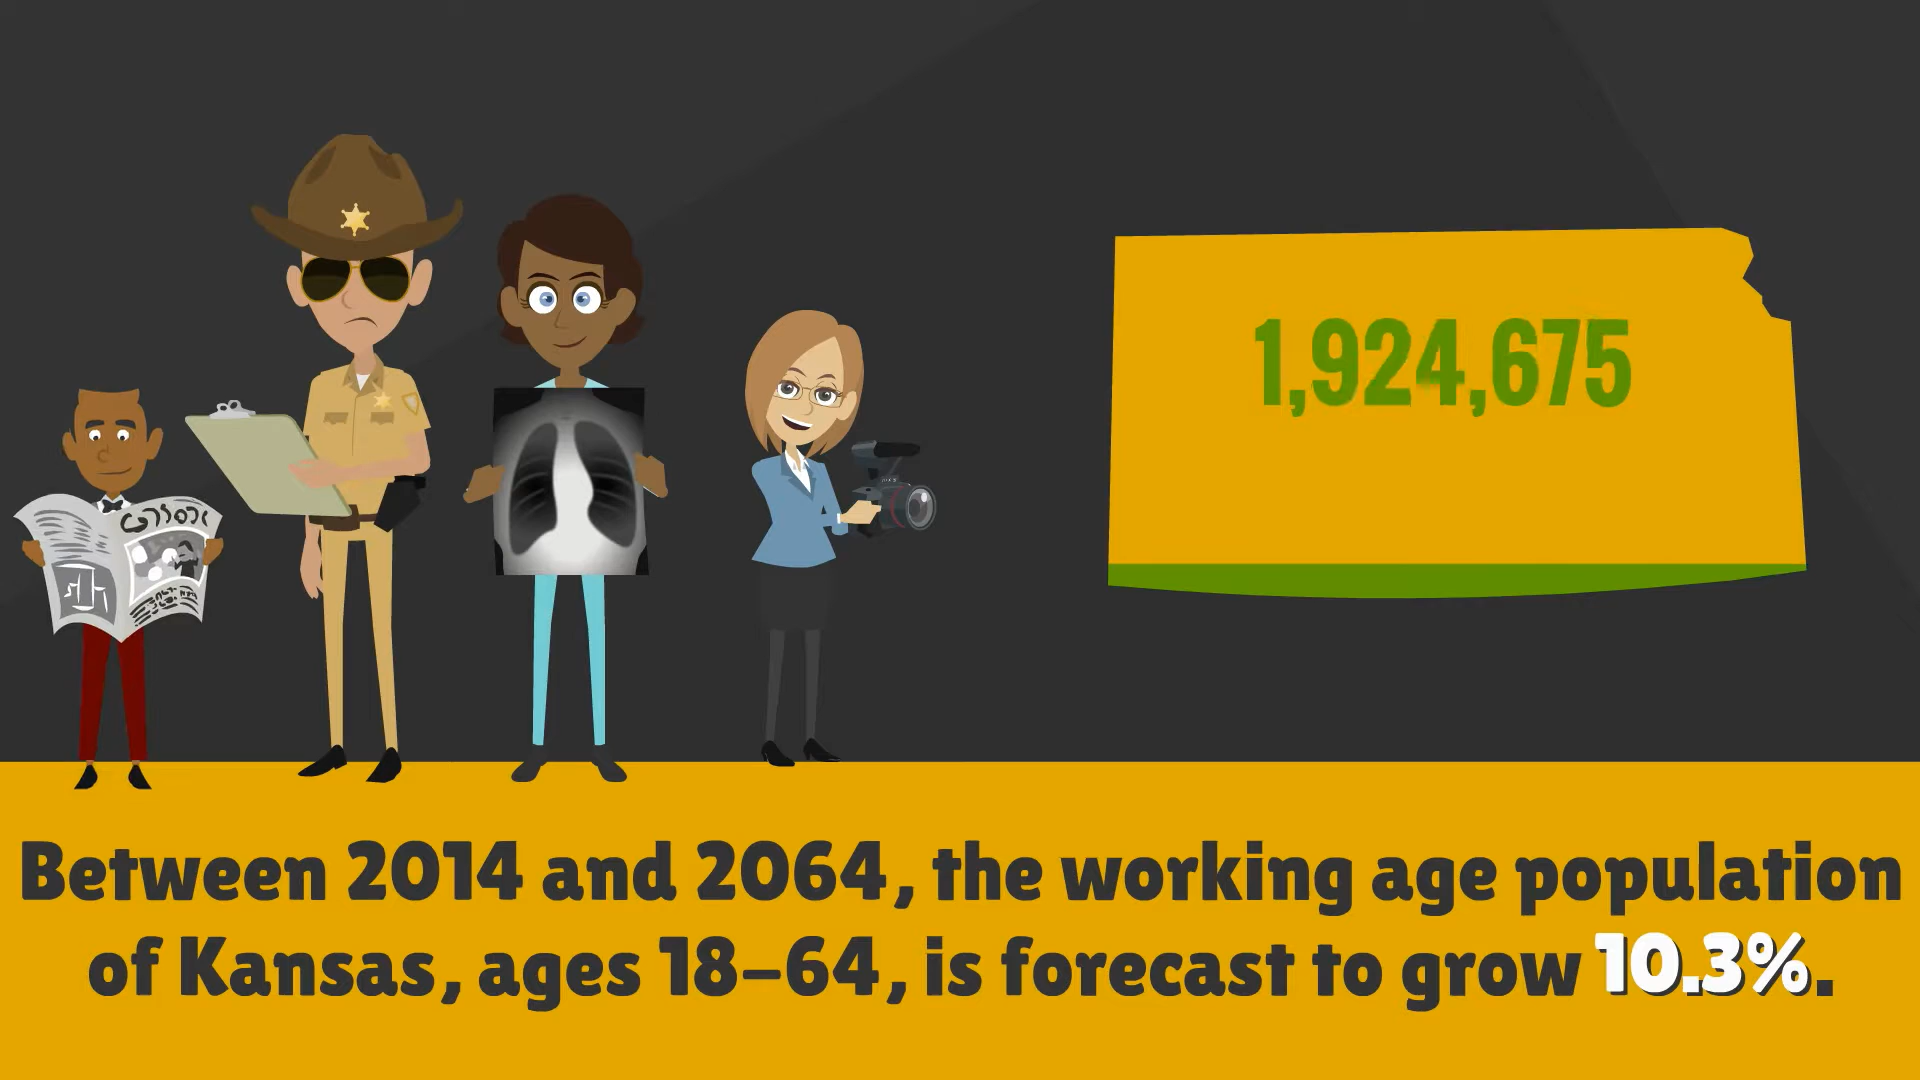 1,924,675
Between 2014 and 2064, the working age population
of Kansas, ages 18–64, is forecast to grow 10.3%.